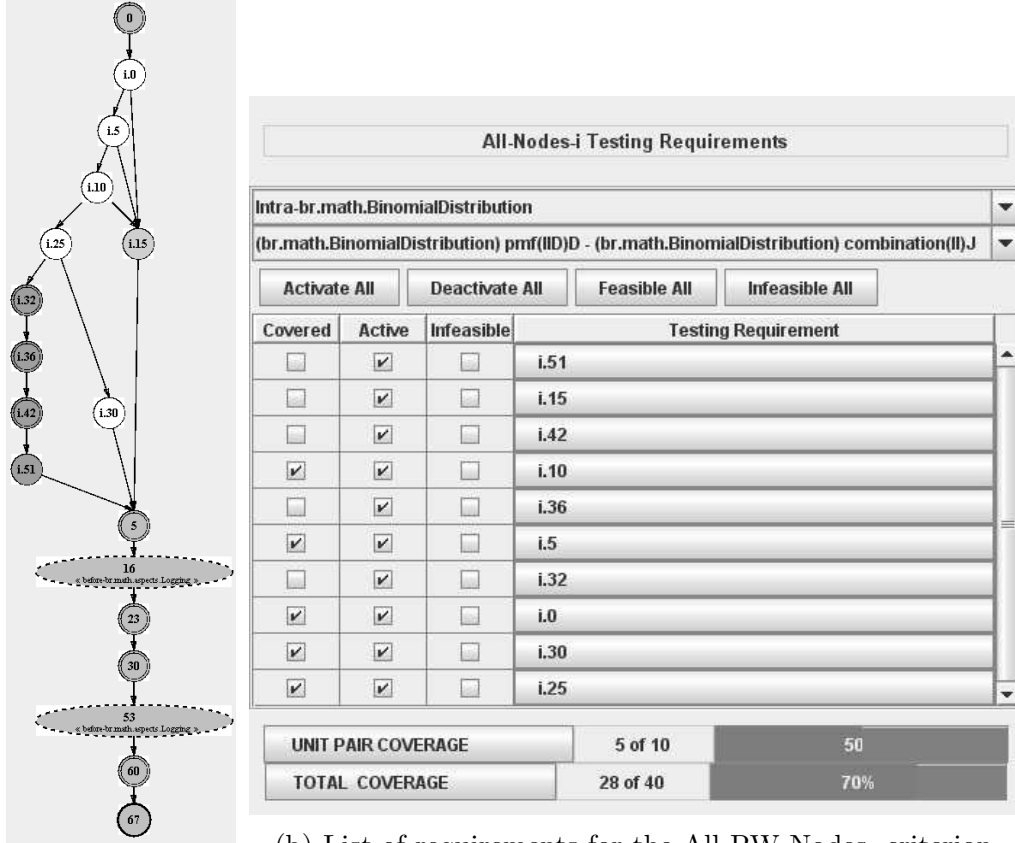 0
i.0
i.5
i.10
i.25
i.15
i.32
i.36
i.42
i.30
i.51
5
16
« before-br.math.aspects.Logging »
23
30
53
« before-br.math.aspects.Logging »
60
67
All-Nodes-i Testing Requirements
Intra-br.math.BinomialDistribution
(br.math.BinomialDistribution) pmf(IID)D - (br.math.BinomialDistribution) combination(II)J
Activate All Deactivate All Feasible All Infeasible All
Covered Active Infeasible Testing Requirement
i.51
i.15
i.42
i.10
i.36
i.5
i.32
i.0
i.30
i.25
UNIT PAIR COVERAGE 5 of 10 50
TOTAL COVERAGE 28 of 40 70%
(b) List of requirements for the All-PW-Nodes criterion